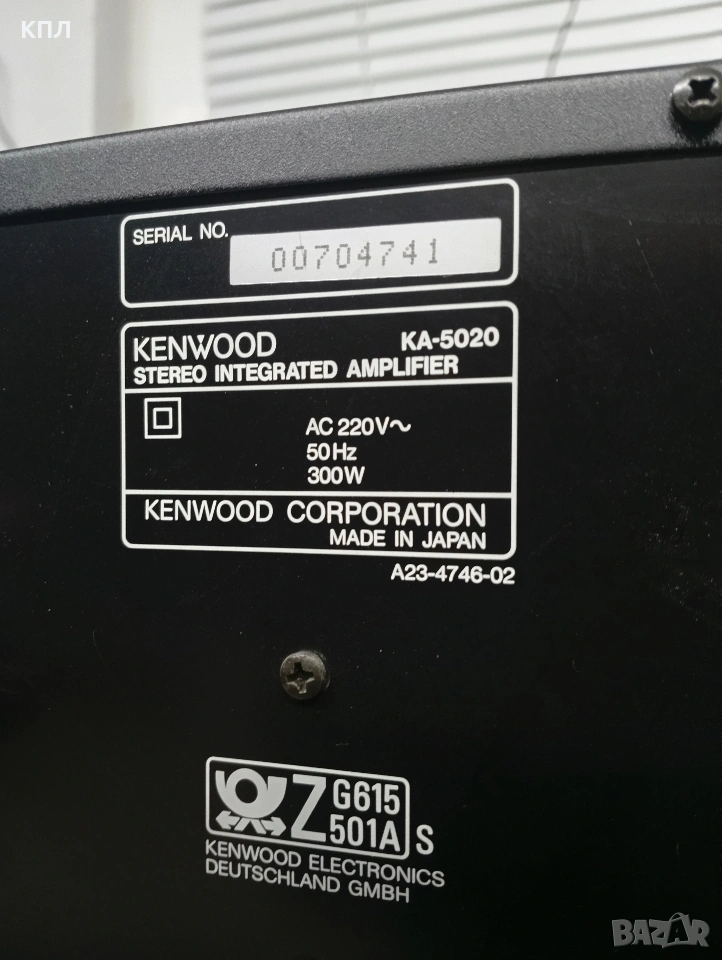 КПЛ
SERIAL NO.
00704741
KENWOOD KA-5020
STEREO INTEGRATED AMPLIFIER
AC 220V~
50Hz
300W
KENWOOD CORPORATION
MADE IN JAPAN
A23-4746-02
Z G615
501A S
KENWOOD ELECTRONICS
DEUTSCHLAND GMBH
BAZAR